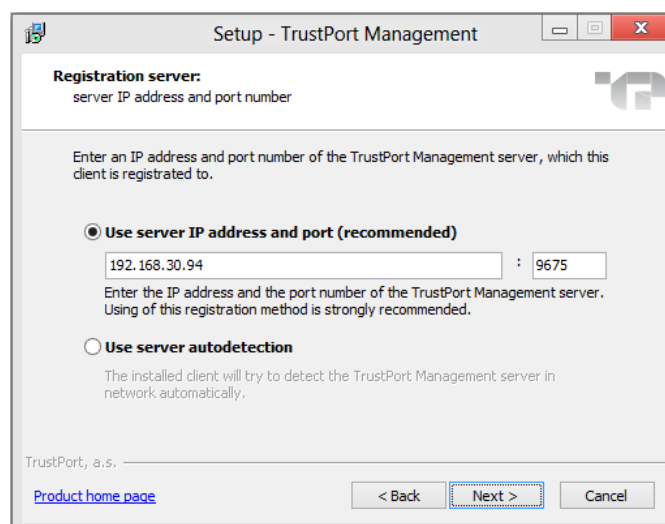 Setup - TrustPort Management
Registration server:
server IP address and port number
Enter an IP address and port number of the TrustPort Management server, which this
client is registrated to.
Use server IP address and port (recommended)
192.168.30.94 : 9675
Enter the IP address and the port number of the TrustPort Management server.
Using of this registration method is strongly recommended.
Use server autodetection
The installed client will try to detect the TrustPort Management server in
network automatically.
TrustPort, a.s.
Product home page
< Back
Next >
Cancel